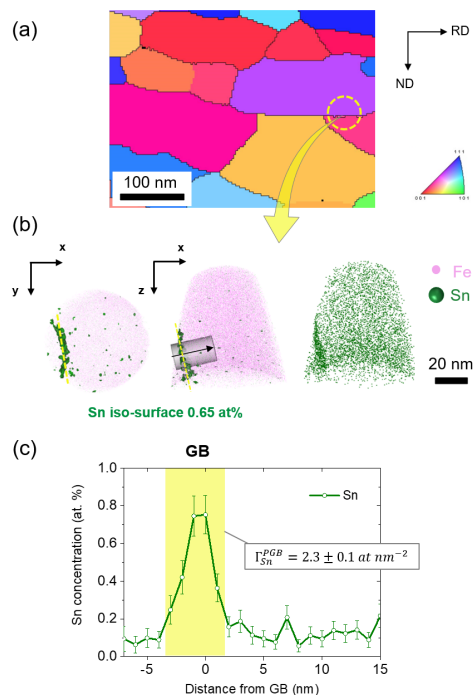 (a)
RD
ND
100 nm
111
001 101
(b)
x
y
x
z
Fe
Sn
20 nm
Sn iso-surface 0.65 at%
(c)
GB
1.0
0.8
0.6
0.4
0.2
0.0
Sn concentration (at. %)
Sn
Γ_{Sn}^{PGB} = 2.3 ± 0.1 at nm⁻²
-5 0 5 10 15
Distance from GB (nm)